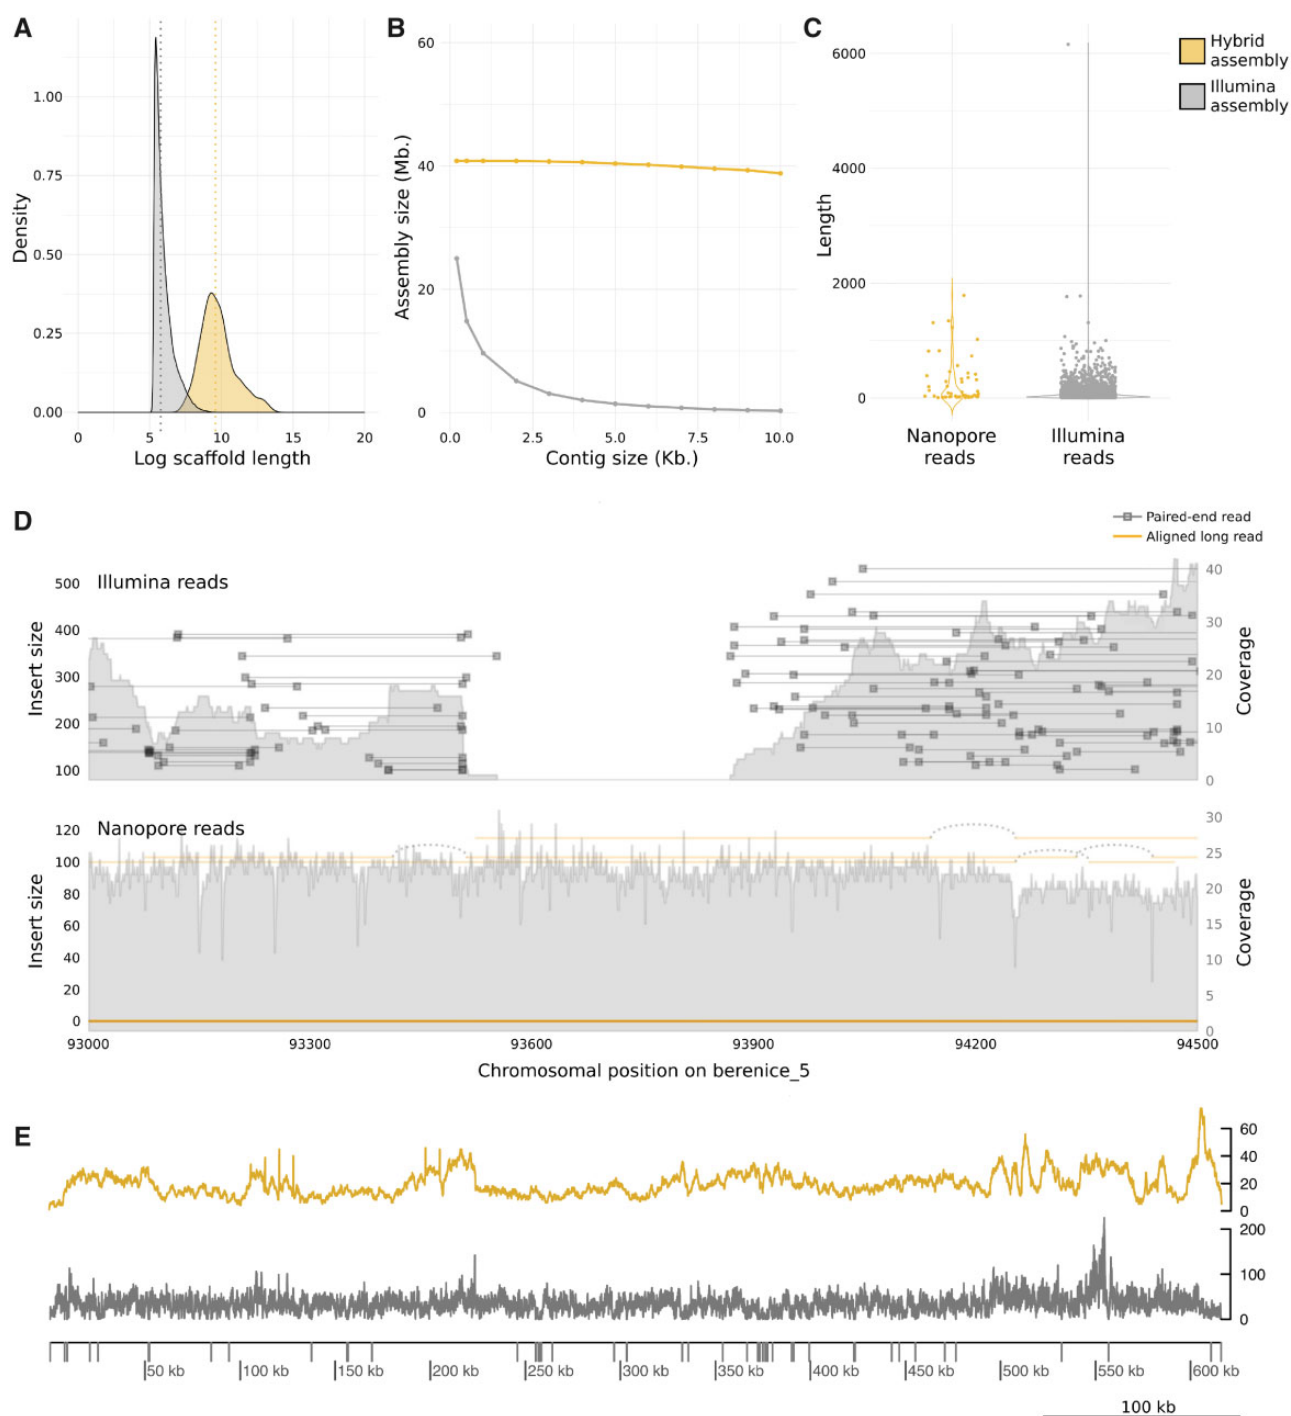 A
B
C
Hybrid
assembly
Illumina
assembly
1.00
0.75
0.50
0.25
0.00
Density
0
5
10
15
20
Log scaffold length
60
40
20
0
Assembly size (Mb.)
0.0
2.5
5.0
7.5
10.0
Contig size (Kb.)
6000
4000
2000
0
Length
Nanopore
reads
Illumina
reads
D
Paired-end read
Aligned long read
Illumina reads
500
400
300
200
100
Insert size
40
30
20
10
0
Coverage
Nanopore reads
120
100
80
60
40
20
0
Insert size
30
25
20
15
10
5
0
Coverage
93000
93300
93600
93900
94200
94500
Chromosomal position on berenice_5
E
60
40
20
0
200
100
0
50 kb
100 kb
150 kb
200 kb
250 kb
300 kb
350 kb
400 kb
450 kb
500 kb
550 kb
600 kb
100 kb